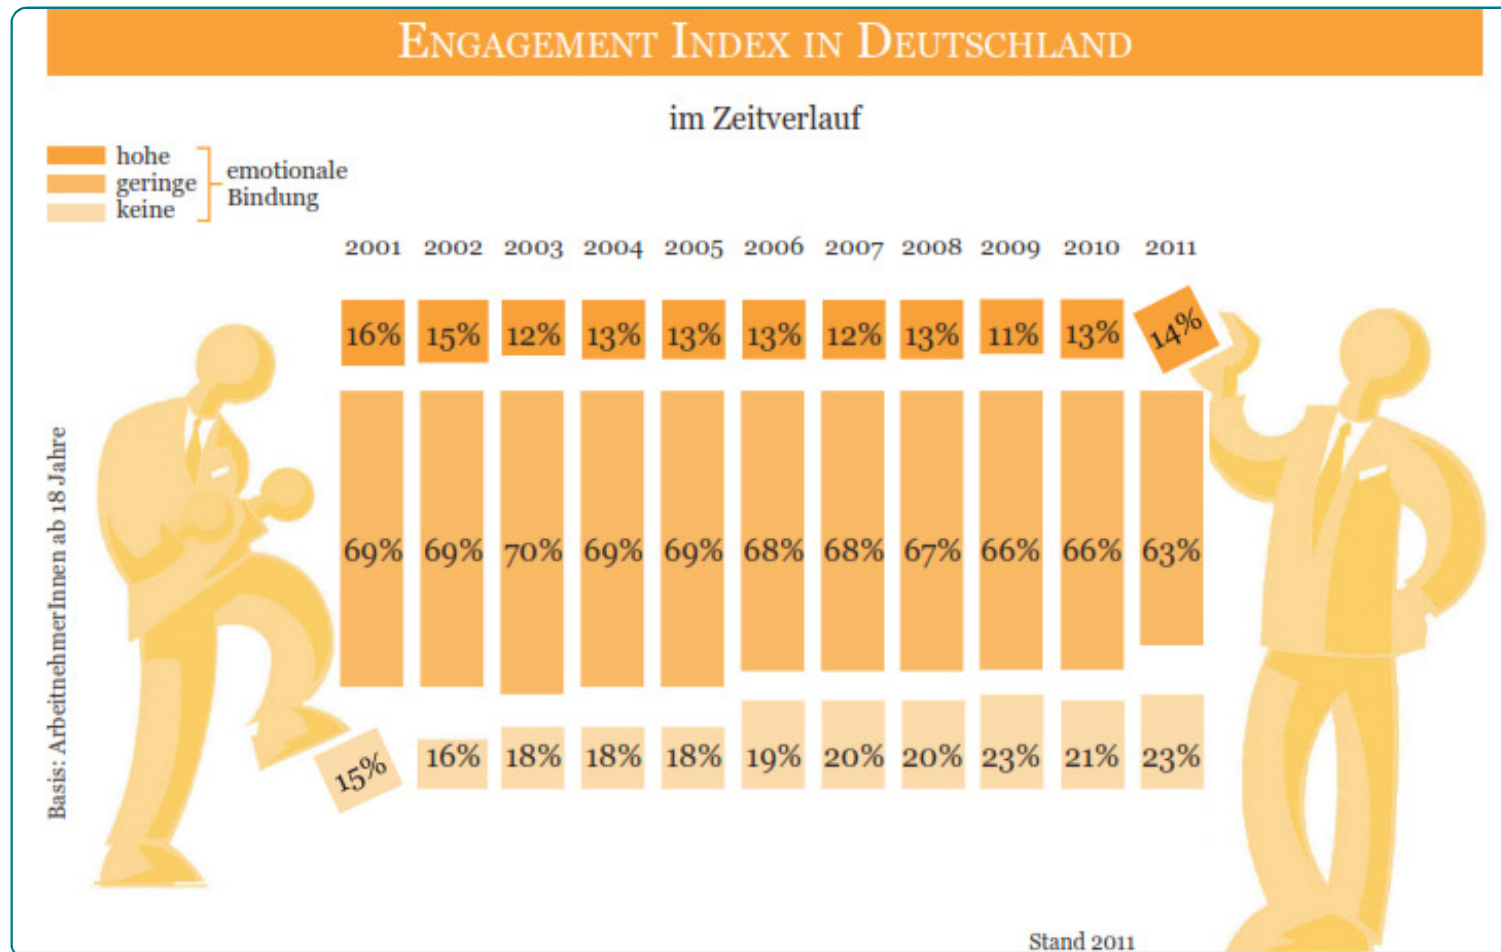 ENGAGEMENT INDEX IN DEUTSCHLAND
im Zeitverlauf
hohe
geringe
keine
emotionale
Bindung
2001 2002 2003 2004 2005 2006 2007 2008 2009 2010 2011
16% 15% 12% 13% 13% 13% 12% 13% 11% 13% 14%
69% 69% 70% 69% 69% 68% 68% 67% 66% 66% 63%
15% 16% 18% 18% 18% 19% 20% 20% 23% 21% 23%
Basis: ArbeitnehmerInnen ab 18 Jahre
Stand 2011